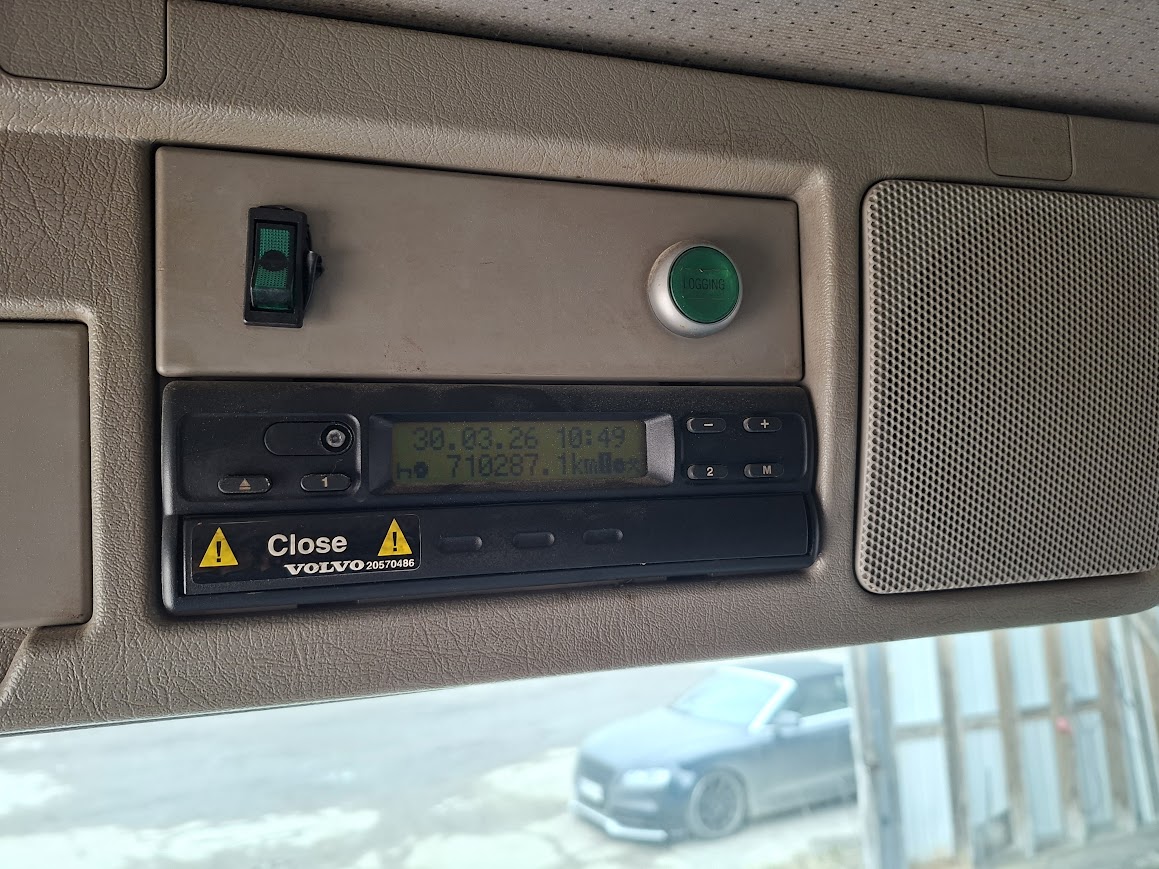 LOGGING
30.03.26 10:49
710287.1km
1
2
M
Close
VOLVO 20570486